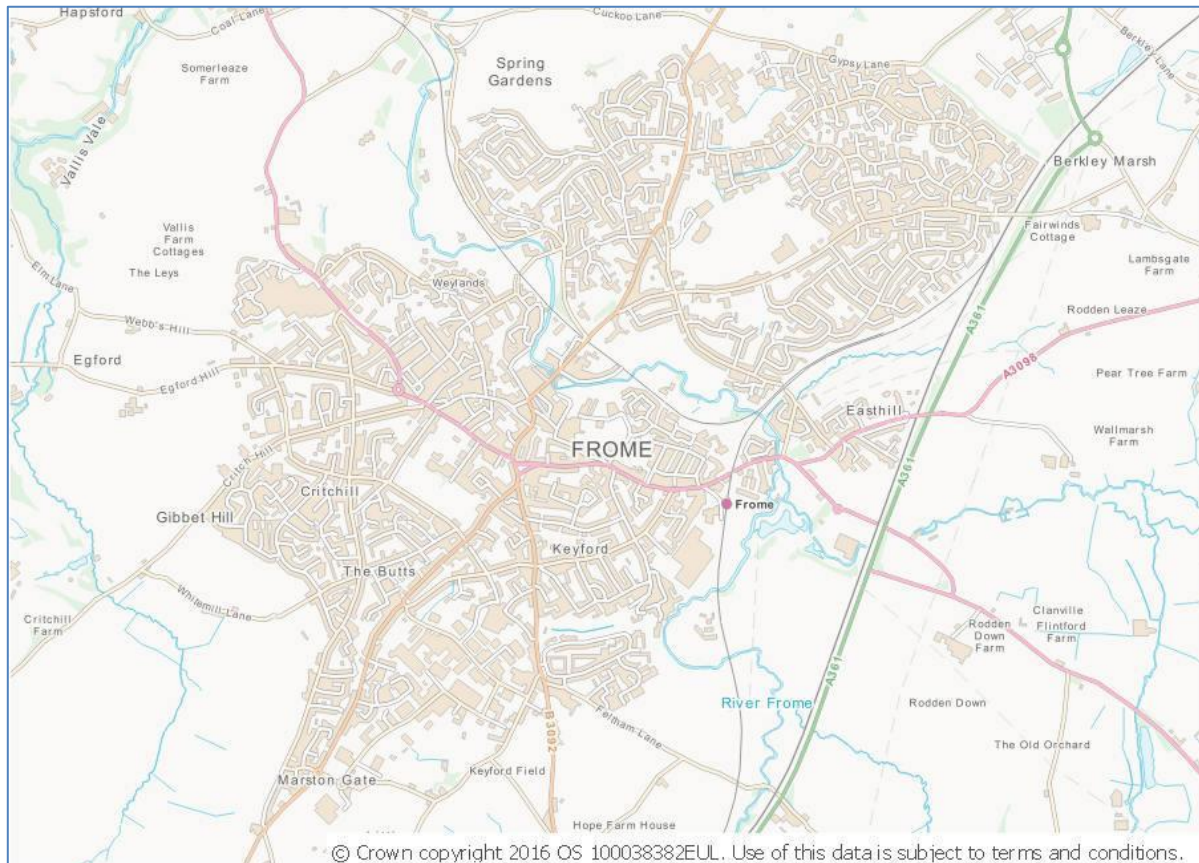 Hapsford
Coal Lane
Cuckoo Lane
Berkley Lane
Somerleaze
Farm
Spring
Gardens
Gypsy Lane
Vallis Vale
Berkley Marsh
Vallis
Farm
Cottages
Fairwinds
Cottage
The Leys
Elm Lane
Weylands
Lambsgate
Farm
Webb's Hill
Rodden Leaze
A361
Egford
Egford Hill
A3098
Pear Tree Farm
Easthill
Wallmarsh
Farm
FROME
Critch Hill
Critchill
A361
Frome
Gibbet Hill
Keyford
The Butts
Whitemill Lane
Critchill
Farm
Clanville
Flintford
Farm
Rodden
Down
Farm
A361
River Frome
Rodden Down
B 3092
Feltham Lane
The Old Orchard
Keyford Field
Marston Gate
Hope Farm House
© Crown copyright 2016 OS 100038382EUL. Use of this data is subject to terms and conditions.